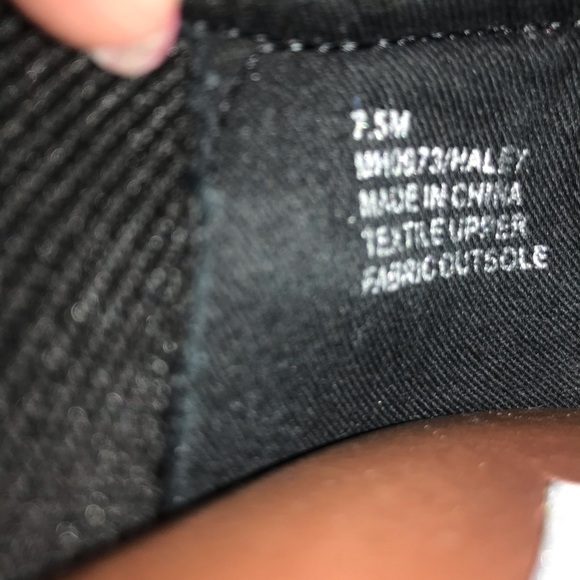 7.5M
MH0973/HALEY
MADE IN CHINA
TEXTILE UPPER
FABRIC OUTSOLE